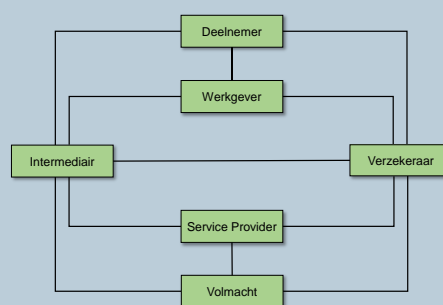 Deelnemer
Werkgever
Intermediair
Verzekeraar
Service Provider
Volmacht